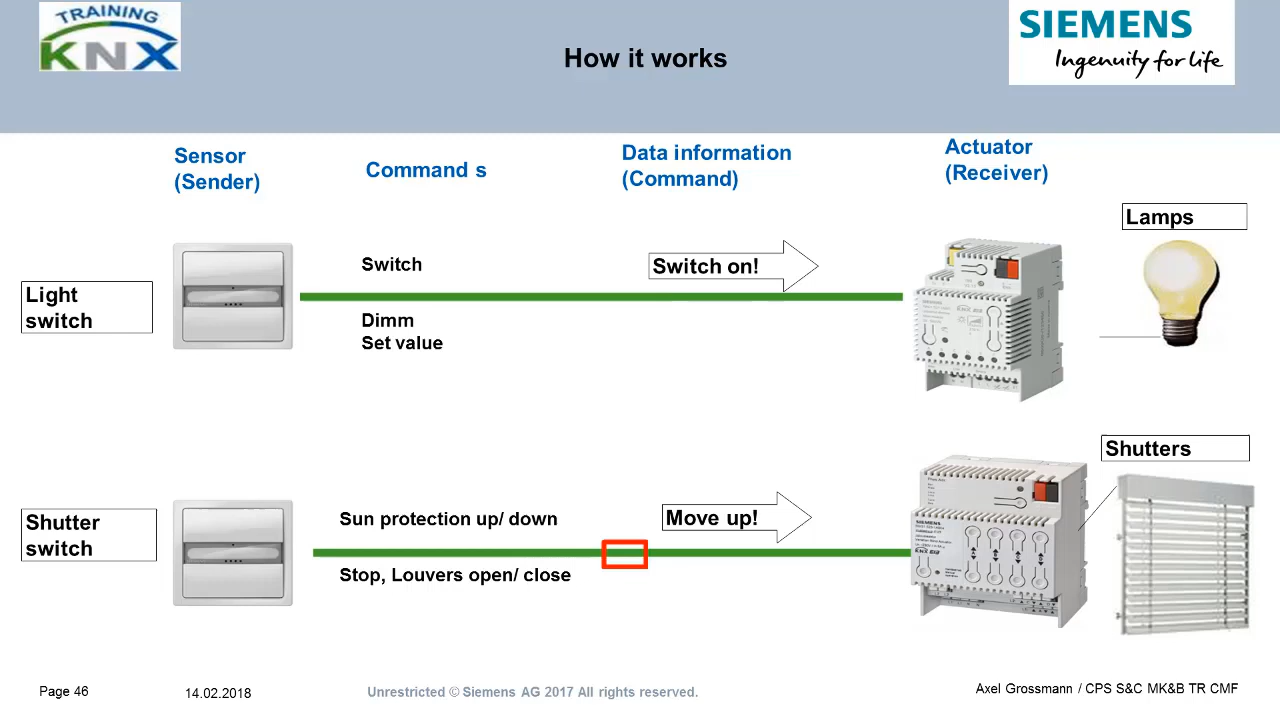 TRAINING
KNX
SIEMENS
Ingenuity for life
How it works
Sensor
(Sender)
Command s
Data information
(Command)
Actuator
(Receiver)
Lamps
Light
switch
Switch
Switch on!
Dimm
Set value
SIEMENS
Shutters
Shutter
switch
Sun protection up/ down
Move up!
Stop, Louvers open/ close
SIEMENS
Page 46
14.02.2018
Unrestricted © Siemens AG 2017 All rights reserved.
Axel Grossmann / CPS S&C MK&B TR CMF